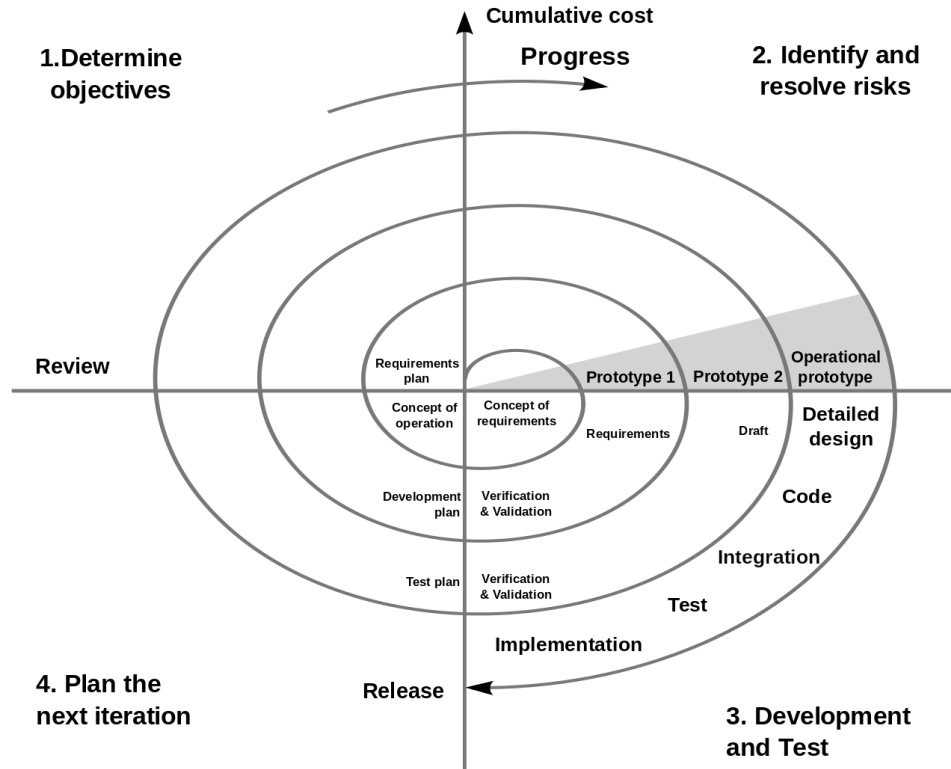 Cumulative cost
Progress
1.Determine
objectives
2. Identify and
resolve risks
Review
Requirements
plan
Prototype 1
Prototype 2
Operational
prototype
Concept of
operation
Concept of
requirements
Requirements
Draft
Detailed
design
Development
plan
Verification
& Validation
Code
Integration
Test plan
Verification
& Validation
Test
Implementation
Release
4. Plan the
next iteration
3. Development
and Test